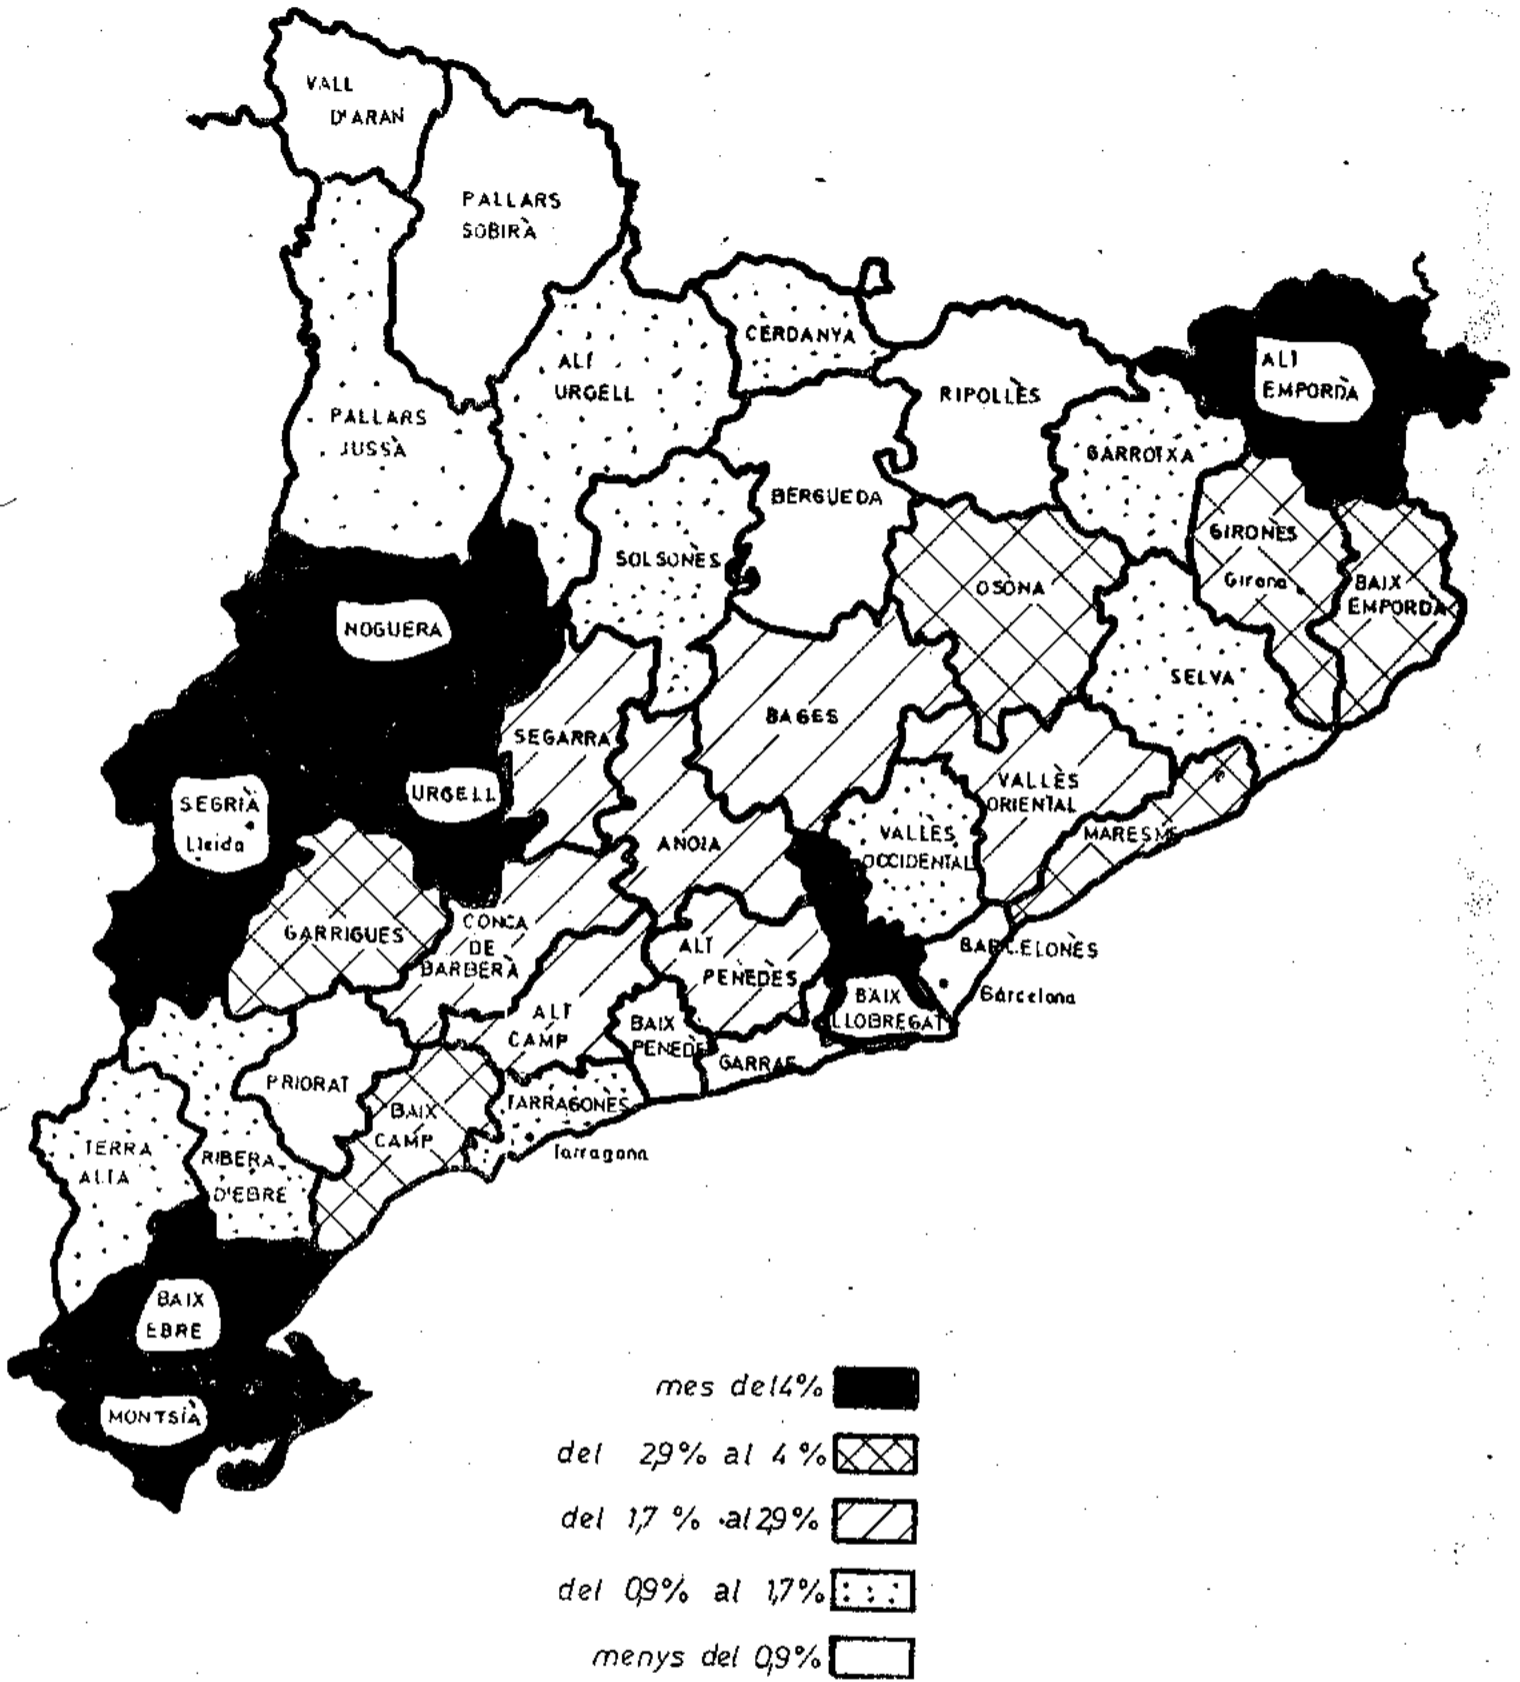 VALL
D'ARAN
PALLARS
SOBIRÀ
CERDANYA
ALT
URGELL
PALLARS
JUSSÀ
RIPOLLÈS
ALT
EMPORDÀ
GARROTXA
BERGUEDA
SOLSONÈS
OSONA
GIRONÈS
Girona
BAIX
EMPORDA
NOGUERA
SELVA
SEGARRA
BAGES
SEGRIÀ
Lleida
URGELL
VALLÈS
ORIENTAL
ANOIA
VALLÈS
OCCIDENTAL
MARESME
GARRIGUES
CONCA
DE
BARBERÀ
ALT
PENEDÈS
BARCELONÈS
Barcelona
BAIX
LLOBREGAT
ALT
CAMP
BAIX
PENEDÈS
GARRAF
PRIORAT
BAIX
CAMP
TARRAGONÈS
Tarragona
TERRA
ALTA
RIBERA
D'EBRE
BAIX
EBRE
MONTSIÀ
mes del 4%
del 2,9% al 4%
del 1,7% al 2,9%
del 0,9% al 1,7%
menys del 0,9%